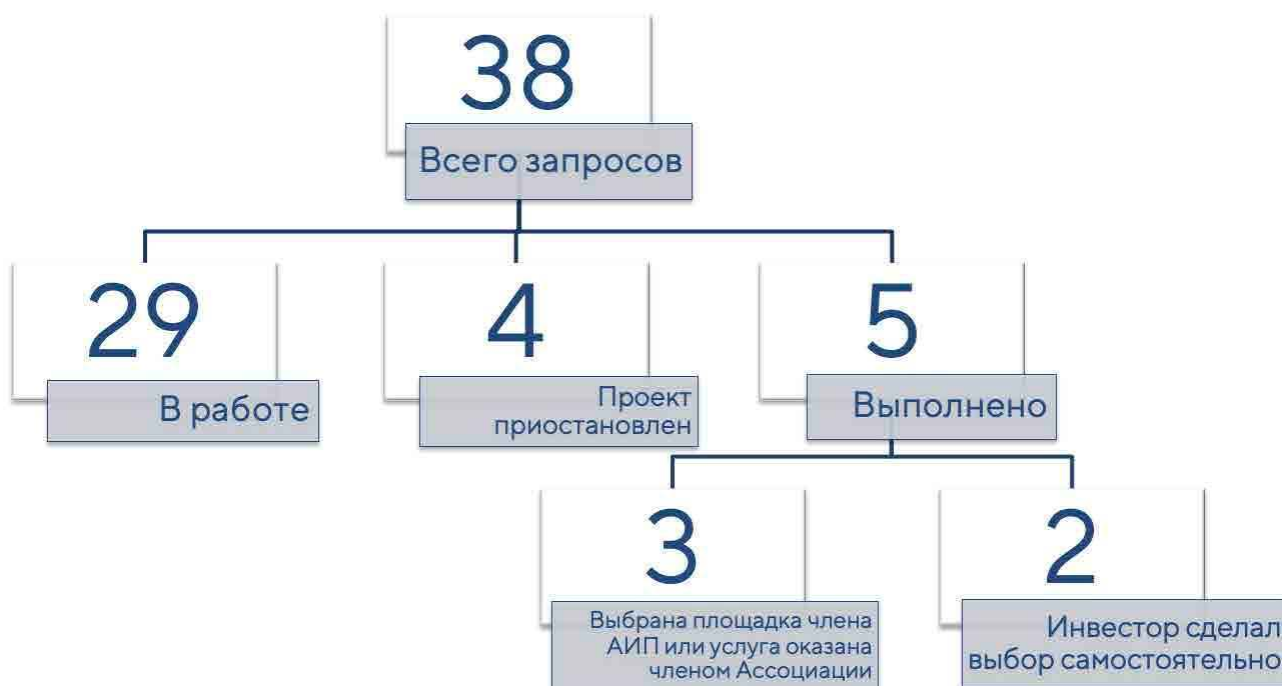 38
Всего запросов
29
В работе
4
Проект
приостановлен
5
Выполнено
3
Выбрана площадка члена
АИП или услуга оказана
членом Ассоциации
2
Инвестор сделал
выбор самостоятельно